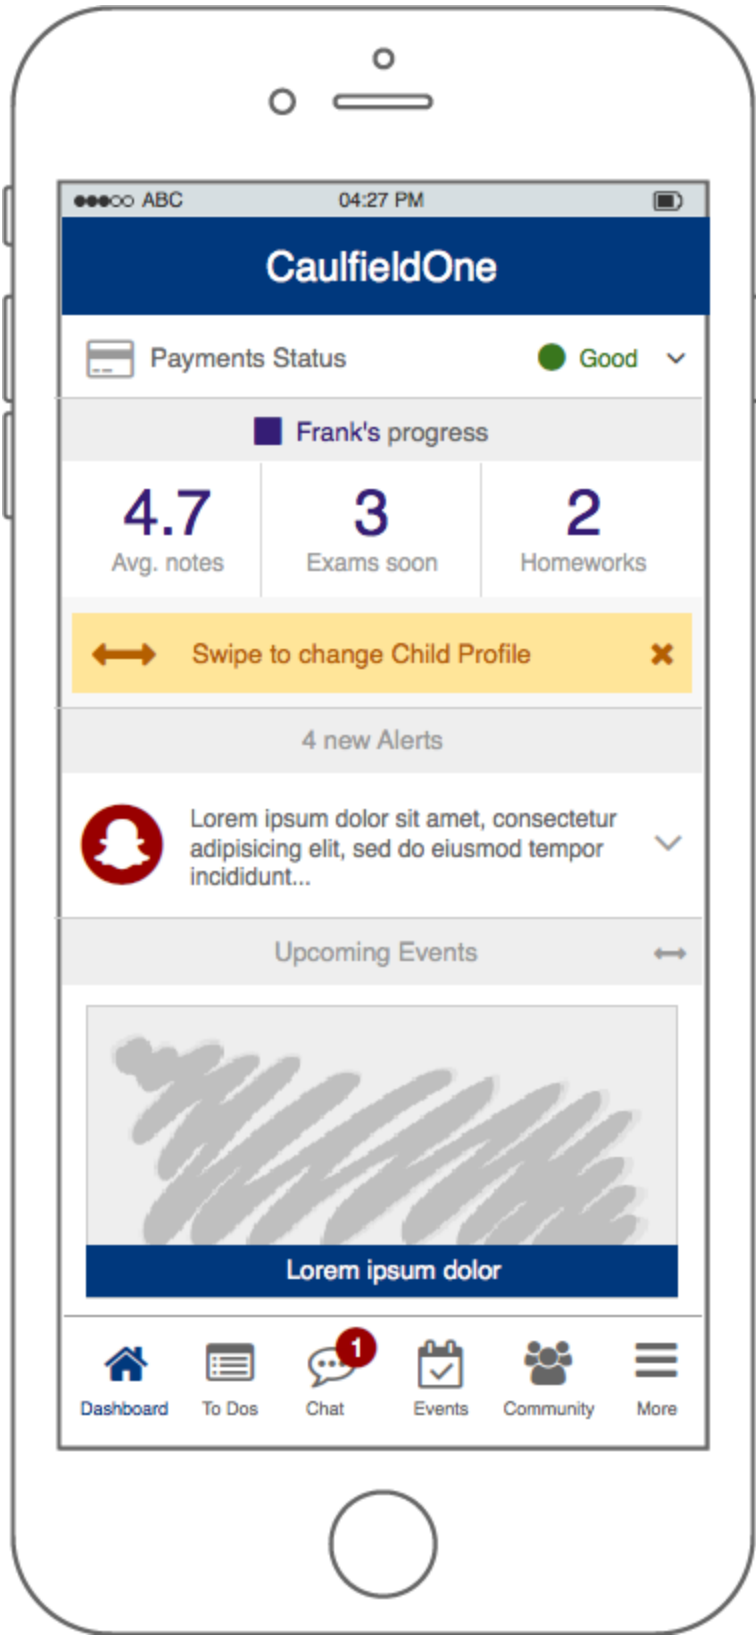 ABC
04:27 PM
CaulfieldOne
Payments Status
Good
Frank's progress
4.7
3
2
Avg. notes
Exams soon
Homeworks
Swipe to change Child Profile
4 new Alerts
Lorem ipsum dolor sit amet, consectetur
adipisicing elit, sed do eiusmod tempor
incididunt...
Upcoming Events
Lorem ipsum dolor
1
Dashboard
To Dos
Chat
Events
Community
More